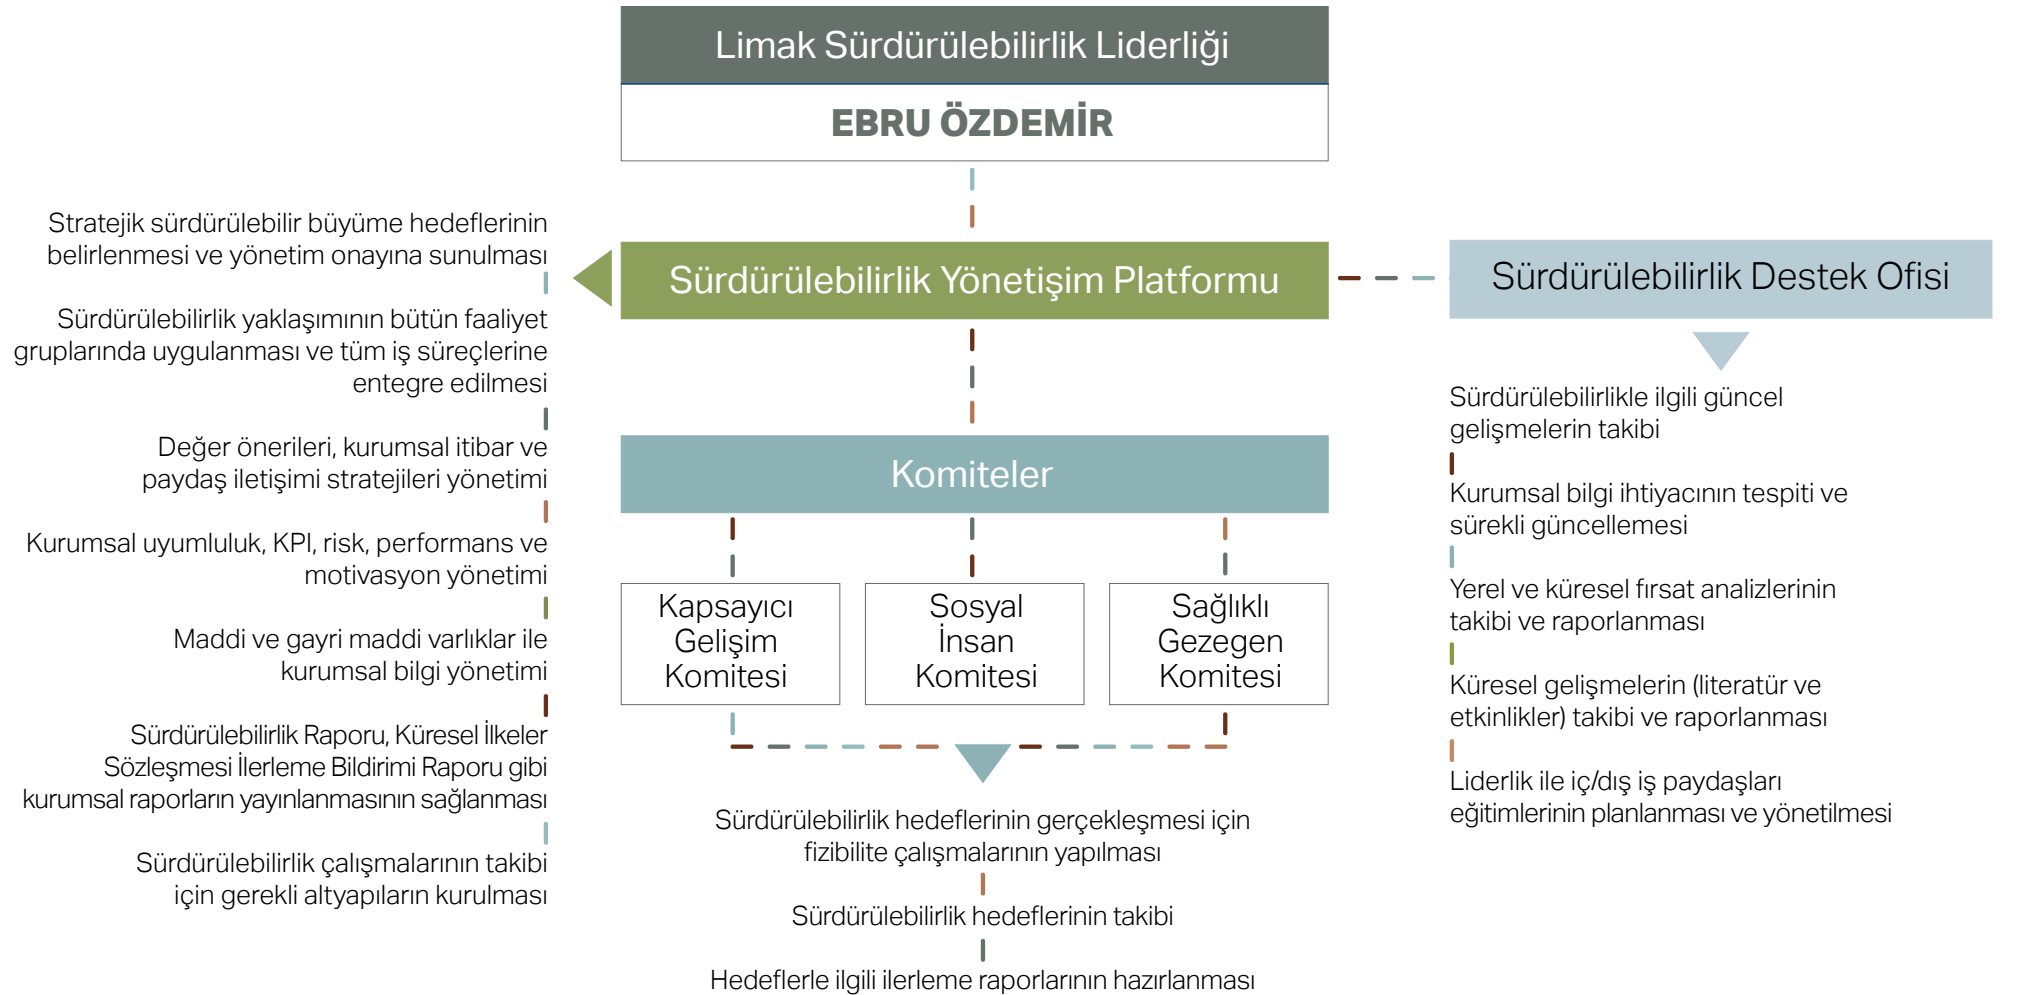 Limak Sürdürülebilirlik Liderliği
EBRU ÖZDEMİR
Sürdürülebilirlik Yönetişim Platformu
Stratejik sürdürülebilir büyüme hedeflerinin
belirlenmesi ve yönetim onayına sunulması
Sürdürülebilirlik yaklaşımının bütün faaliyet
gruplarında uygulanması ve tüm iş süreçlerine
entegre edilmesi
Değer önerileri, kurumsal itibar ve
paydaş iletişimi stratejileri yönetimi
Kurumsal uyumluluk, KPI, risk, performans ve
motivasyon yönetimi
Maddi ve gayri maddi varlıklar ile
kurumsal bilgi yönetimi
Sürdürülebilirlik Raporu, Küresel İlkeler
Sözleşmesi İlerleme Bildirimi Raporu gibi
kurumsal raporların yayınlanmasının sağlanması
Sürdürülebilirlik çalışmalarının takibi
için gerekli altyapıların kurulması
Sürdürülebilirlik Destek Ofisi
Sürdürülebilirlikle ilgili güncel
gelişmelerin takibi
Kurumsal bilgi ihtiyacının tespiti ve
sürekli güncellemesi
Yerel ve küresel fırsat analizlerinin
takibi ve raporlanması
Küresel gelişmelerin (literatür ve
etkinlikler) takibi ve raporlanması
Liderlik ile iç/dış iş paydaşları
eğitimlerinin planlanması ve yönetilmesi
Komiteler
Kapsayıcı
Gelişim
Komitesi
Sosyal
İnsan
Komitesi
Sağlıklı
Gezegen
Komitesi
Sürdürülebilirlik hedeflerinin gerçekleşmesi için
fizibilite çalışmalarının yapılması
Sürdürülebilirlik hedeflerinin takibi
Hedeflerle ilgili ilerleme raporlarının hazırlanması